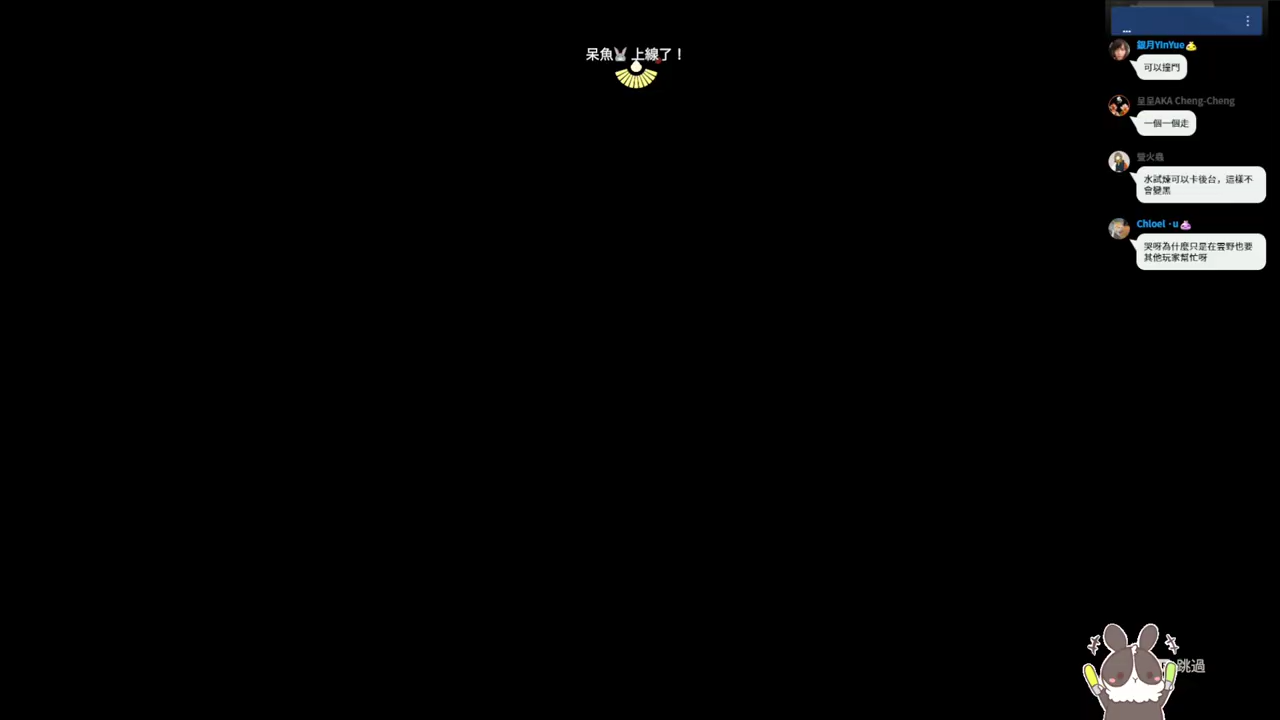 呆魚🐰 上線了！
銀月YinYue
可以撞門
呈呈AKA Cheng-Cheng
一個一個走
螢火蟲
水試煉可以卡後台，這樣不
會變黑
Chloel ·u
哭呀為什麼只是在雲野也要
其他玩家幫忙呀
跳過